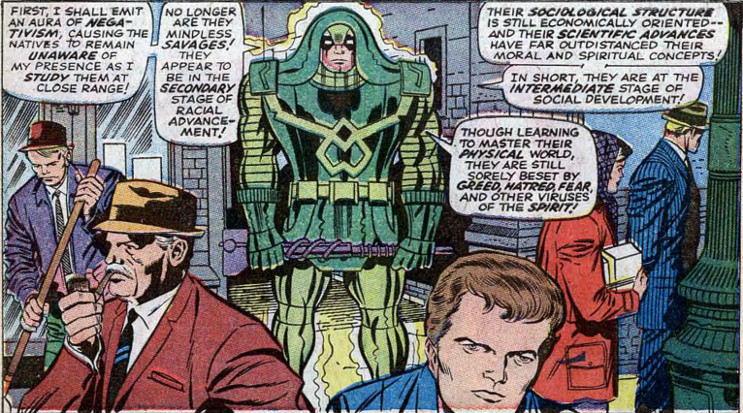 FIRST, I SHALL EMIT
AN AURA OF NEGA-
TIVISM, CAUSING THE
NATIVES TO REMAIN
UNAWARE OF
MY PRESENCE AS I
STUDY THEM AT
CLOSE RANGE!
NO LONGER
ARE THEY
MINDLESS
SAVAGES!
THEY
APPEAR TO
BE IN THE
SECONDARY
STAGE OF
RACIAL
ADVANCE-
MENT!
THEIR SOCIOLOGICAL STRUCTURE
IS STILL ECONOMICALLY ORIENTED--
AND THEIR SCIENTIFIC ADVANCES
HAVE FAR OUTDISTANCED THEIR
MORAL AND SPIRITUAL CONCEPTS!
IN SHORT, THEY ARE AT THE
INTERMEDIATE STAGE OF
SOCIAL DEVELOPMENT!
THOUGH LEARNING
TO MASTER THEIR
PHYSICAL WORLD,
THEY ARE STILL
SORELY BESET BY
GREED, HATRED, FEAR,
AND OTHER VIRUSES
OF THE SPIRIT!